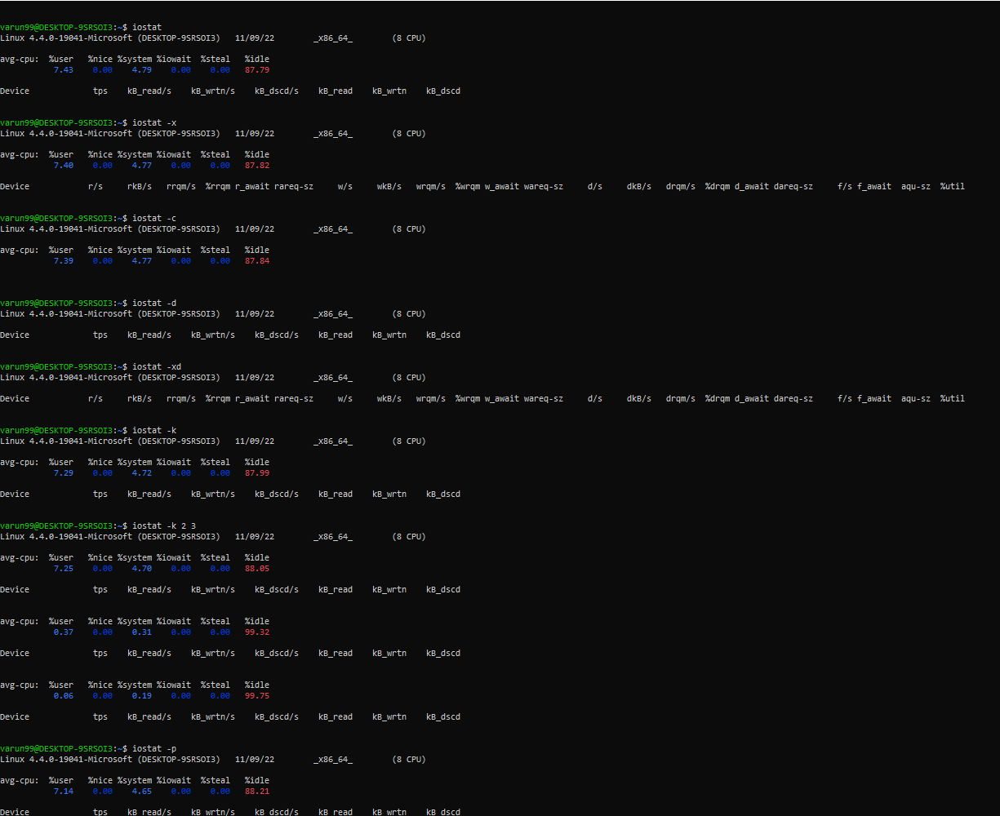 varun99@DESKTOP-9SRSOI3:~$ iostat
Linux 4.4.0-19041-Microsoft (DESKTOP-9SRSOI3) 11/09/22 _x86_64_ (8 CPU)
avg-cpu: %user %nice %system %iowait %steal %idle
7.43 0.00 4.79 0.00 0.00 87.79
Device tps kB_read/s kB_wrtn/s kB_dscd/s kB_read kB_wrtn kB_dscd
varun99@DESKTOP-9SRSOI3:~$ iostat -x
Linux 4.4.0-19041-Microsoft (DESKTOP-9SRSOI3) 11/09/22 _x86_64_ (8 CPU)
avg-cpu: %user %nice %system %iowait %steal %idle
7.40 0.00 4.77 0.00 0.00 87.82
Device r/s rkB/s rrqm/s %rrqm r_await rareq-sz w/s wkB/s wrqm/s %wrqm w_await wareq-sz d/s dkB/s drqm/s %drqm d_await dareq-sz f/s f_await aqu-sz %util
varun99@DESKTOP-9SRSOI3:~$ iostat -c
Linux 4.4.0-19041-Microsoft (DESKTOP-9SRSOI3) 11/09/22 _x86_64_ (8 CPU)
avg-cpu: %user %nice %system %iowait %steal %idle
7.39 0.00 4.77 0.00 0.00 87.84
varun99@DESKTOP-9SRSOI3:~$ iostat -d
Linux 4.4.0-19041-Microsoft (DESKTOP-9SRSOI3) 11/09/22 _x86_64_ (8 CPU)
Device tps kB_read/s kB_wrtn/s kB_dscd/s kB_read kB_wrtn kB_dscd
varun99@DESKTOP-9SRSOI3:~$ iostat -xd
Linux 4.4.0-19041-Microsoft (DESKTOP-9SRSOI3) 11/09/22 _x86_64_ (8 CPU)
Device r/s rkB/s rrqm/s %rrqm r_await rareq-sz w/s wkB/s wrqm/s %wrqm w_await wareq-sz d/s dkB/s drqm/s %drqm d_await dareq-sz f/s f_await aqu-sz %util
varun99@DESKTOP-9SRSOI3:~$ iostat -k
Linux 4.4.0-19041-Microsoft (DESKTOP-9SRSOI3) 11/09/22 _x86_64_ (8 CPU)
avg-cpu: %user %nice %system %iowait %steal %idle
7.29 0.00 4.72 0.00 0.00 87.99
Device tps kB_read/s kB_wrtn/s kB_dscd/s kB_read kB_wrtn kB_dscd
varun99@DESKTOP-9SRSOI3:~$ iostat -k 2 3
Linux 4.4.0-19041-Microsoft (DESKTOP-9SRSOI3) 11/09/22 _x86_64_ (8 CPU)
avg-cpu: %user %nice %system %iowait %steal %idle
7.25 0.00 4.70 0.00 0.00 88.05
Device tps kB_read/s kB_wrtn/s kB_dscd/s kB_read kB_wrtn kB_dscd
avg-cpu: %user %nice %system %iowait %steal %idle
0.37 0.00 0.31 0.00 0.00 99.32
Device tps kB_read/s kB_wrtn/s kB_dscd/s kB_read kB_wrtn kB_dscd
avg-cpu: %user %nice %system %iowait %steal %idle
0.06 0.00 0.19 0.00 0.00 99.75
Device tps kB_read/s kB_wrtn/s kB_dscd/s kB_read kB_wrtn kB_dscd
varun99@DESKTOP-9SRSOI3:~$ iostat -p
Linux 4.4.0-19041-Microsoft (DESKTOP-9SRSOI3) 11/09/22 _x86_64_ (8 CPU)
avg-cpu: %user %nice %system %iowait %steal %idle
7.14 0.00 4.65 0.00 0.00 88.21
Device tps kB_read/s kB_wrtn/s kB_dscd/s kB_read kB_wrtn kB_dscd